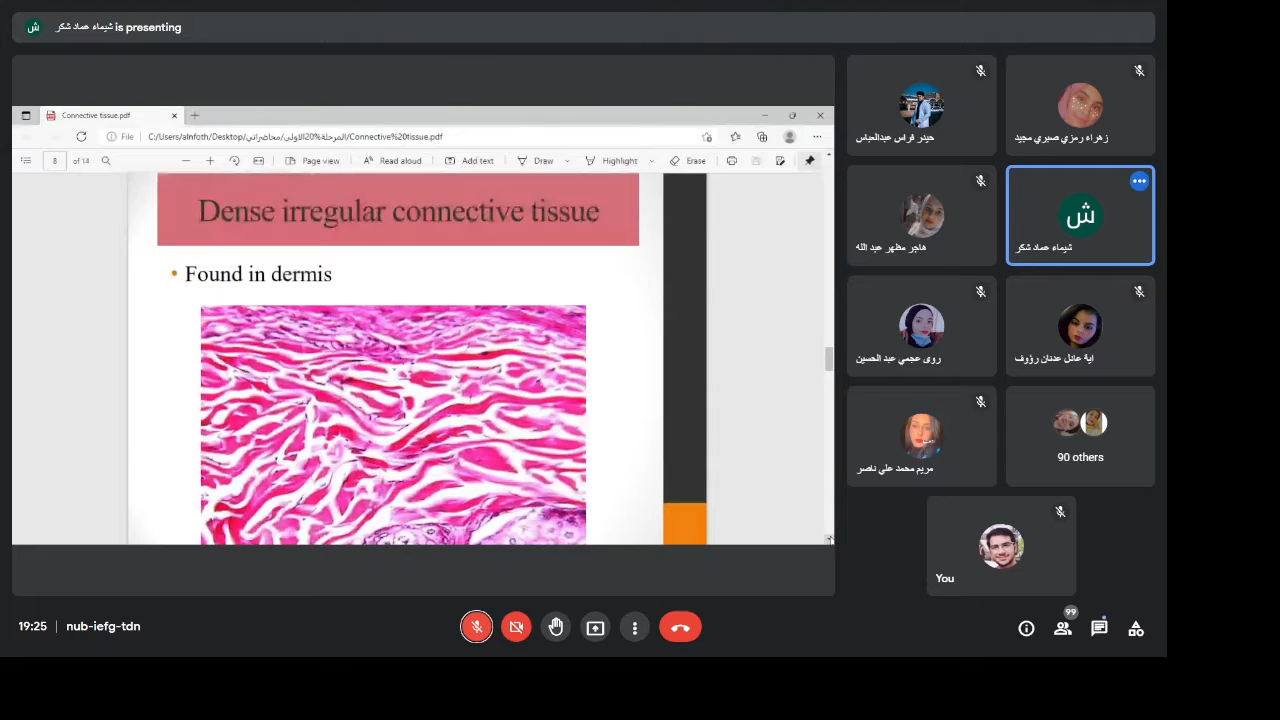 ش
شيماء حماد شكر is presenting
Connective tissue.pdf
File
C:/Users/alnfoth/Desktop/محاضراتي/المرحلة%20الاولى/Connective%20tissue.pdf
8 of 14
Page view
Read aloud
Add text
Draw
Highlight
Erase
Dense irregular connective tissue
• Found in dermis
حيدر فراس عبدالعباس
زهراء رمزي صبري مجيد
هاجر مظهر عبد الله
ش
شيماء حماد شكر
روى عجمي عبد الحسين
اية عادل عدنان رؤوف
مريم محمد علي ناصر
90 others
You
19:25 | nub-iefg-tdn
99